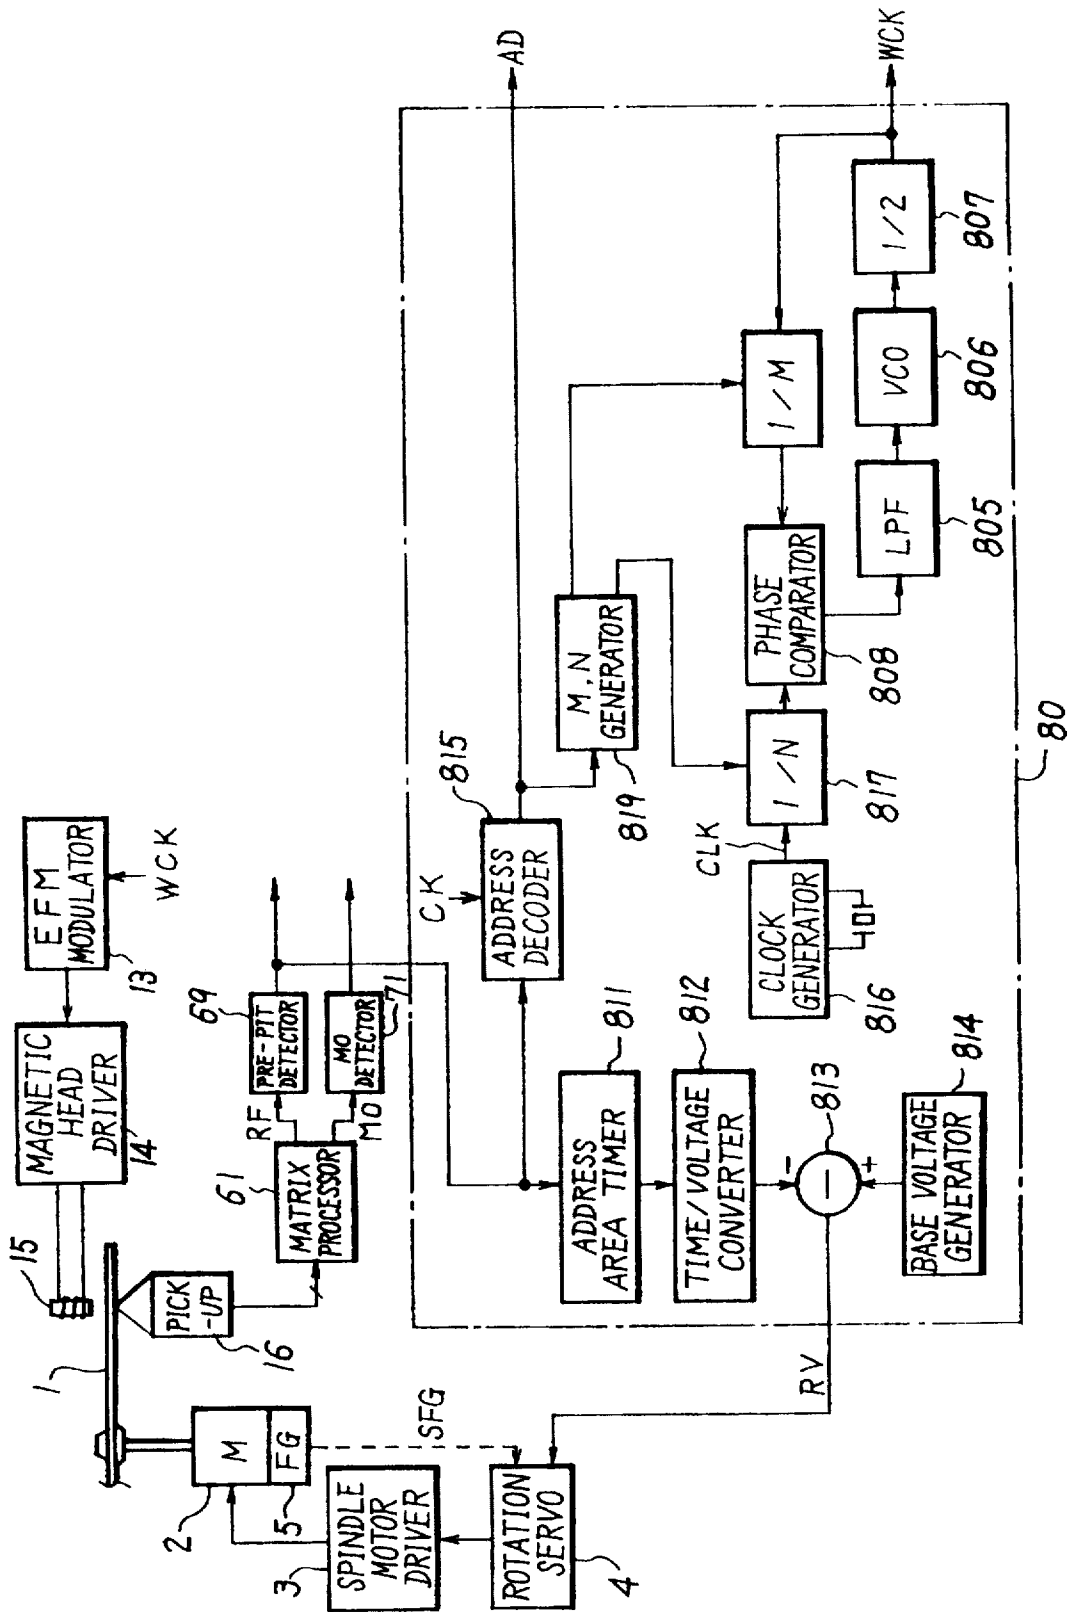 15
1
2
M
FG
5
3
SPINDLE
MOTOR
DRIVER
ROTATION
SERVO
4
SFG
RV
PICK
-UP
16
MAGNETIC
HEAD
DRIVER
14
EFM
MODULATOR
13
WCK
61
MATRIX
PROCESSOR
RF
MO
69
PRE-PIT
DETECTOR
MO
DETECTOR
71
CK
ADDRESS
DECODER
815
AD
ADDRESS
AREA TIMER
811
TIME/VOLTAGE
CONVERTER
812
-
-
+
813
BASE VOLTAGE
GENERATOR
814
M,N
GENERATOR
819
CLOCK
GENERATOR
816
CLK
1/N
817
PHASE
COMPARATOR
808
1/M
LPF
805
VCO
806
1/2
807
WCK
80